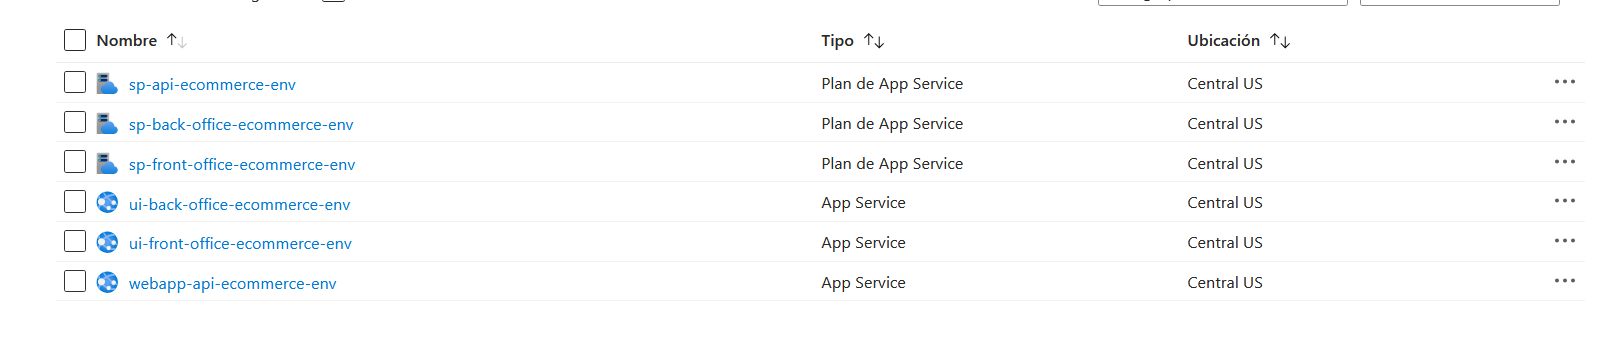 Nombre ↑↓ Tipo ↑↓ Ubicación ↑↓
sp-api-ecommerce-env Plan de App Service Central US ...
sp-back-office-ecommerce-env Plan de App Service Central US ...
sp-front-office-ecommerce-env Plan de App Service Central US ...
ui-back-office-ecommerce-env App Service Central US ...
ui-front-office-ecommerce-env App Service Central US ...
webapp-api-ecommerce-env App Service Central US ...